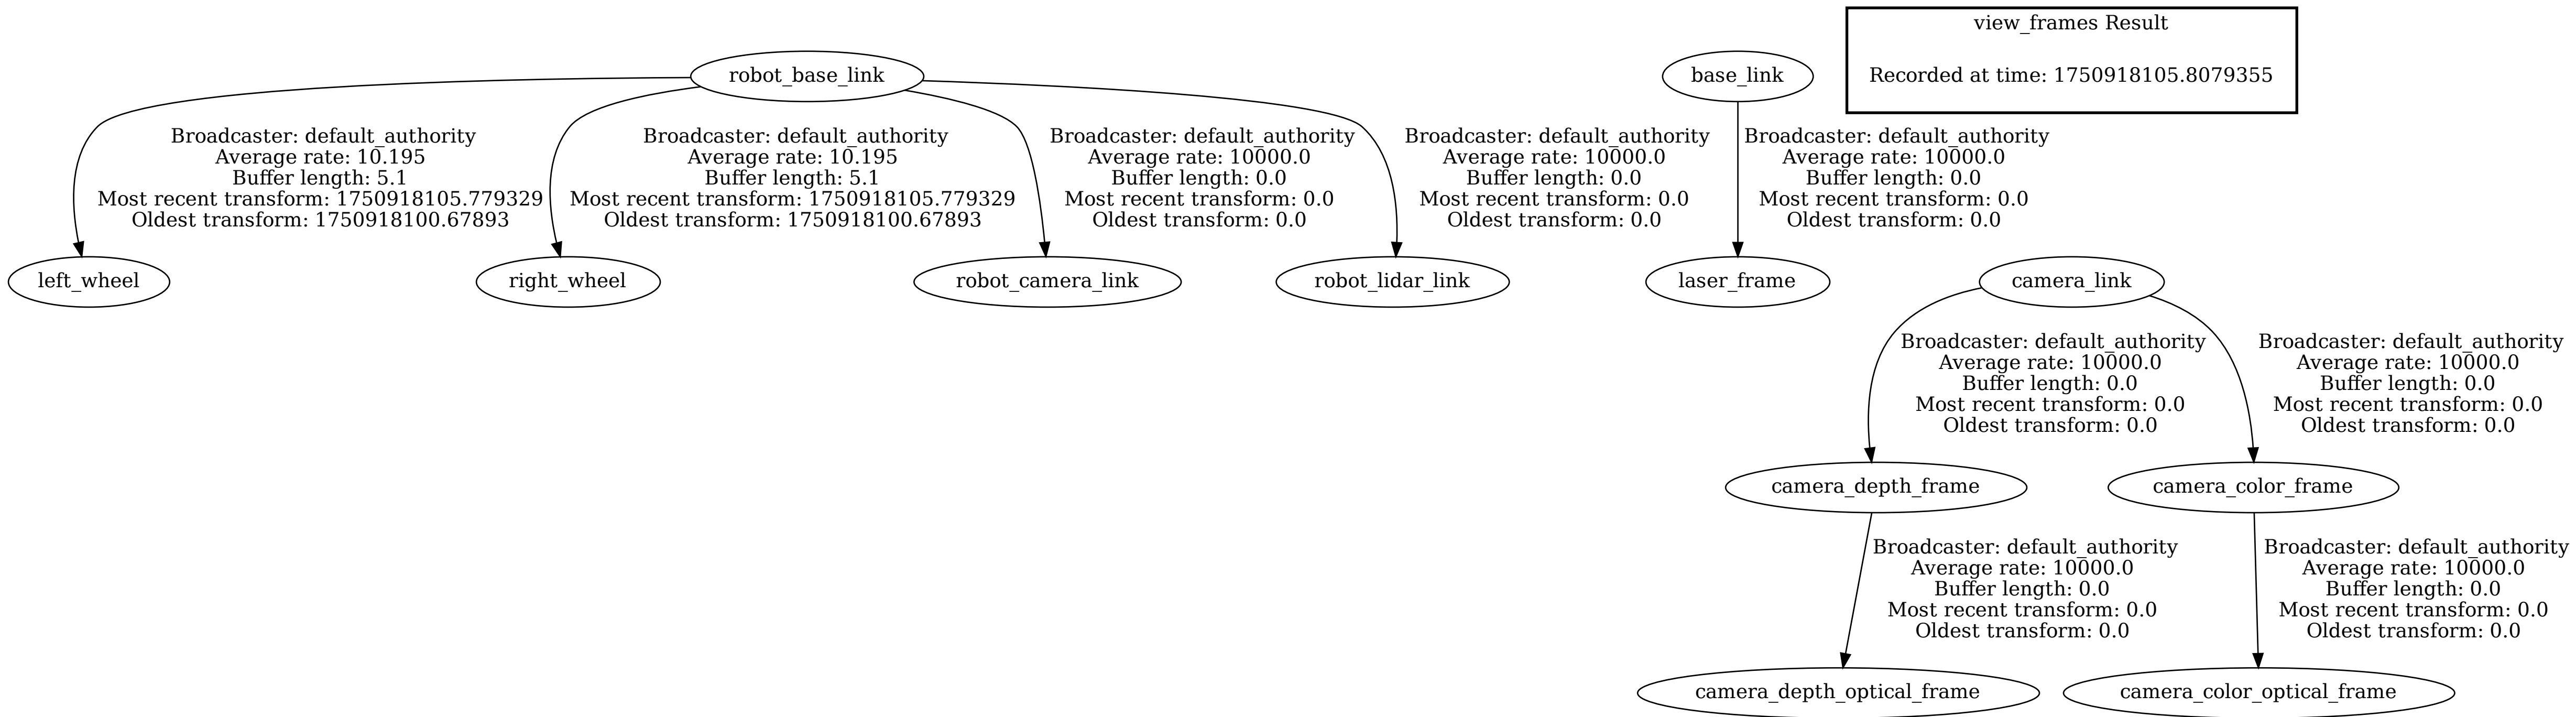 view_frames Result
Recorded at time: 1750918105.8079355
robot_base_link
base_link
Broadcaster: default_authority
Average rate: 10.195
Buffer length: 5.1
Most recent transform: 1750918105.779329
Oldest transform: 1750918100.67893
Broadcaster: default_authority
Average rate: 10.195
Buffer length: 5.1
Most recent transform: 1750918105.779329
Oldest transform: 1750918100.67893
Broadcaster: default_authority
Average rate: 10000.0
Buffer length: 0.0
Most recent transform: 0.0
Oldest transform: 0.0
Broadcaster: default_authority
Average rate: 10000.0
Buffer length: 0.0
Most recent transform: 0.0
Oldest transform: 0.0
Broadcaster: default_authority
Average rate: 10000.0
Buffer length: 0.0
Most recent transform: 0.0
Oldest transform: 0.0
left_wheel
right_wheel
robot_camera_link
robot_lidar_link
laser_frame
camera_link
Broadcaster: default_authority
Average rate: 10000.0
Buffer length: 0.0
Most recent transform: 0.0
Oldest transform: 0.0
Broadcaster: default_authority
Average rate: 10000.0
Buffer length: 0.0
Most recent transform: 0.0
Oldest transform: 0.0
camera_depth_frame
camera_color_frame
Broadcaster: default_authority
Average rate: 10000.0
Buffer length: 0.0
Most recent transform: 0.0
Oldest transform: 0.0
Broadcaster: default_authority
Average rate: 10000.0
Buffer length: 0.0
Most recent transform: 0.0
Oldest transform: 0.0
camera_depth_optical_frame
camera_color_optical_frame